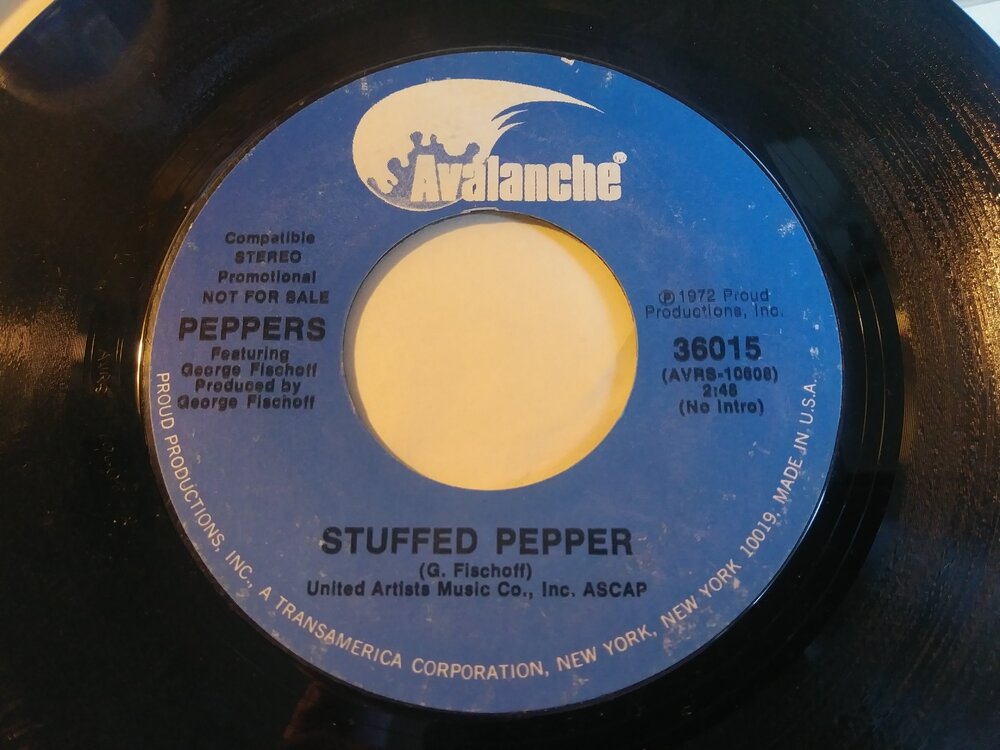 Avalanche®
Compatible
STEREO
Promotional
NOT FOR SALE
PEPPERS
Featuring
George Fischoff
Produced by
George Fischoff
℗ 1972 Proud
Productions, Inc.
36015
(AVRS-10608)
2:48
(No Intro)
STUFFED PEPPER
(G. Fischoff)
United Artists Music Co., Inc. ASCAP
PROUD PRODUCTIONS, INC., A TRANSAMERICA CORPORATION, NEW YORK, NEW YORK 10019. MADE IN U.S.A.